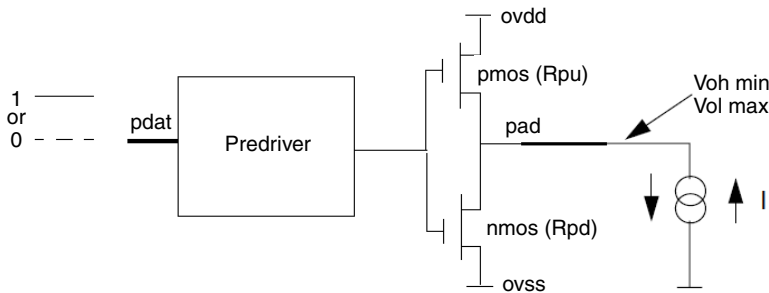 ovdd
pmos (Rpu)
Voh min
Vol max
1
or
0
pdat
Predriver
pad
I
nmos (Rpd)
ovss